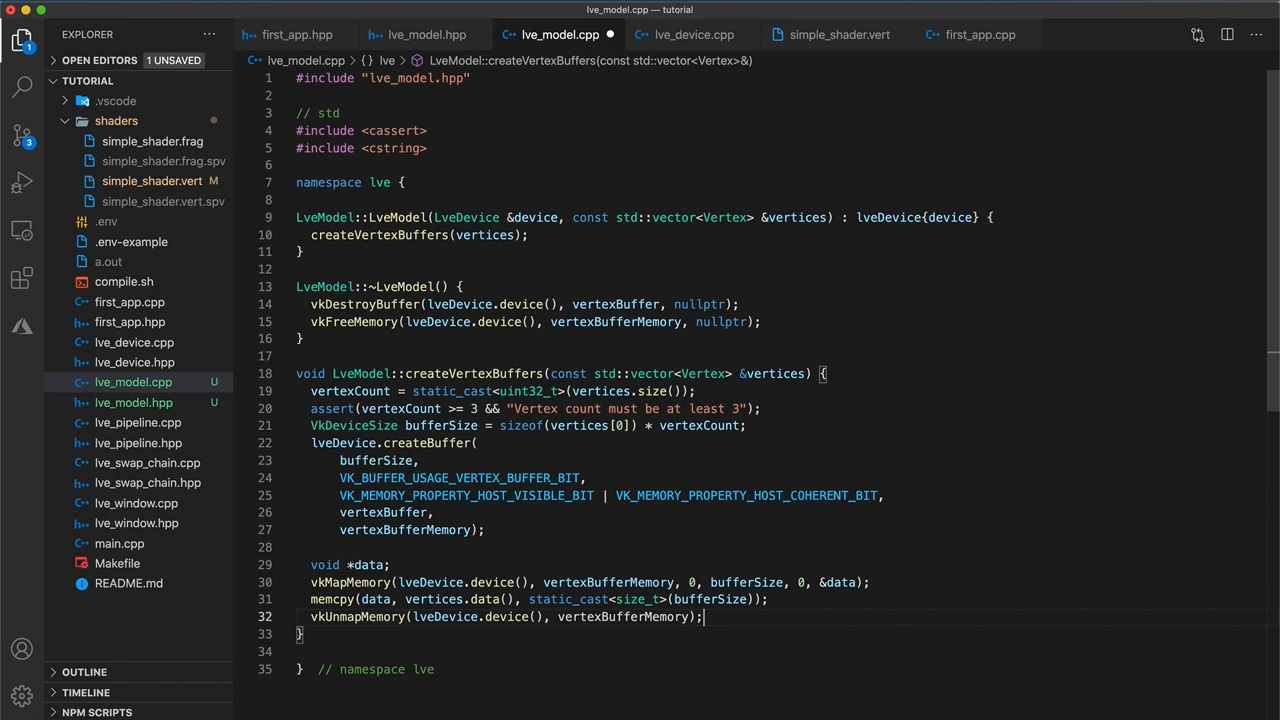 lve_model.cpp — tutorial
EXPLORER
first_app.hpp
lve_model.hpp
lve_model.cpp
lve_device.cpp
simple_shader.vert
first_app.cpp
OPEN EDITORS 1 UNSAVED
lve_model.cpp > {} lve > LveModel::createVertexBuffers(const std::vector<Vertex>&)
TUTORIAL
.vscode
shaders
simple_shader.frag
simple_shader.frag.spv
simple_shader.vert M
simple_shader.vert.spv
.env
.env-example
a.out
compile.sh
first_app.cpp
first_app.hpp
lve_device.cpp
lve_device.hpp
lve_model.cpp U
lve_model.hpp U
lve_pipeline.cpp
lve_pipeline.hpp
lve_swap_chain.cpp
lve_swap_chain.hpp
lve_window.cpp
lve_window.hpp
main.cpp
Makefile
README.md
OUTLINE
TIMELINE
NPM SCRIPTS
1
3
1 #include "lve_model.hpp"
2
3 // std
4 #include <cassert>
5 #include <cstring>
6
7 namespace lve {
8
9 LveModel::LveModel(LveDevice &device, const std::vector<Vertex> &vertices) : lveDevice{device} {
10 createVertexBuffers(vertices);
11 }
12
13 LveModel::~LveModel() {
14 vkDestroyBuffer(lveDevice.device(), vertexBuffer, nullptr);
15 vkFreeMemory(lveDevice.device(), vertexBufferMemory, nullptr);
16 }
17
18 void LveModel::createVertexBuffers(const std::vector<Vertex> &vertices) {
19 vertexCount = static_cast<uint32_t>(vertices.size());
20 assert(vertexCount >= 3 && "Vertex count must be at least 3");
21 VkDeviceSize bufferSize = sizeof(vertices[0]) * vertexCount;
22 lveDevice.createBuffer(
23 bufferSize,
24 VK_BUFFER_USAGE_VERTEX_BUFFER_BIT,
25 VK_MEMORY_PROPERTY_HOST_VISIBLE_BIT | VK_MEMORY_PROPERTY_HOST_COHERENT_BIT,
26 vertexBuffer,
27 vertexBufferMemory);
28
29 void *data;
30 vkMapMemory(lveDevice.device(), vertexBufferMemory, 0, bufferSize, 0, &data);
31 memcpy(data, vertices.data(), static_cast<size_t>(bufferSize));
32 vkUnmapMemory(lveDevice.device(), vertexBufferMemory);
33 }
34
35 } // namespace lve